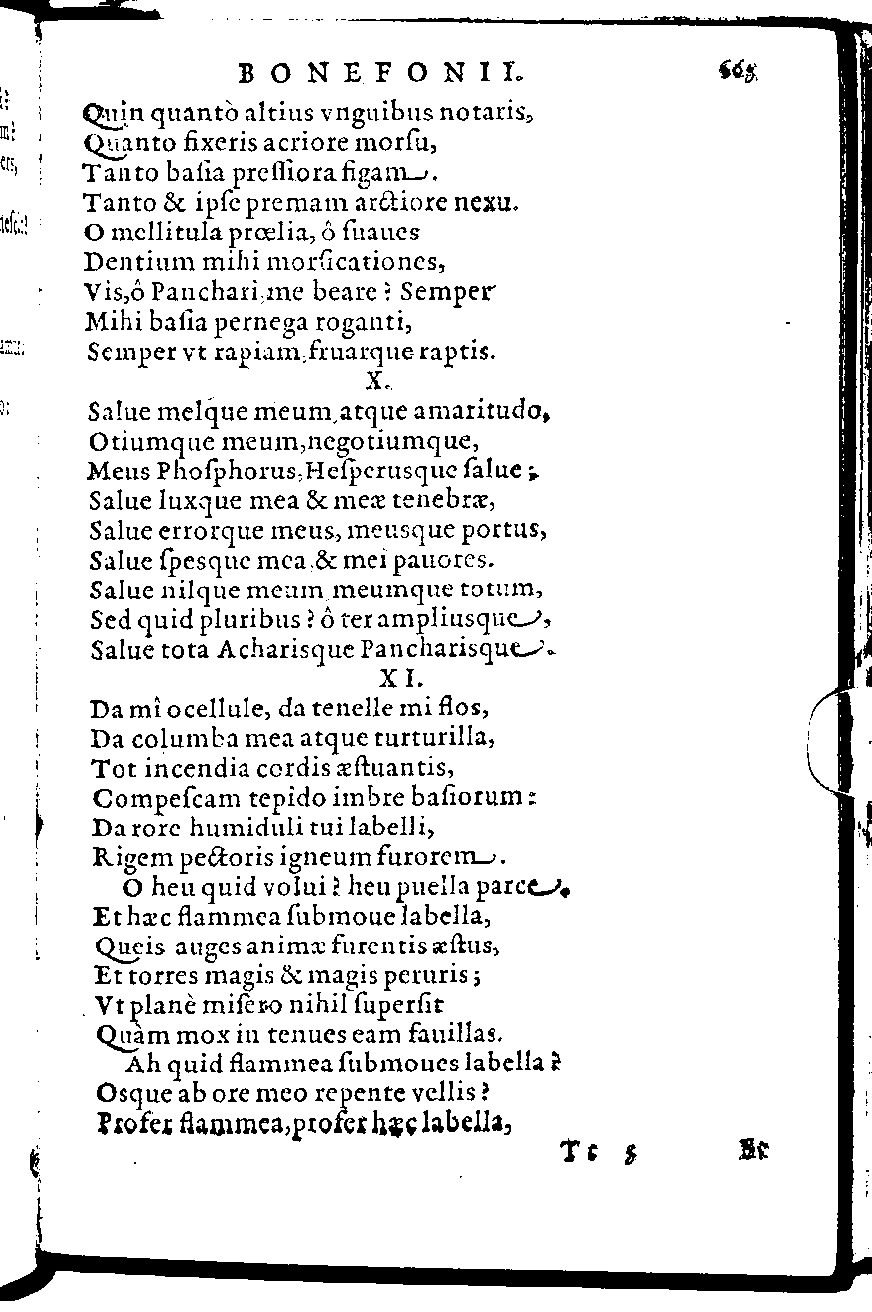 BONEFONII. 665
Quin quantò altius vnguibus notaris,
Quanto fixeris acriore morſu,
Tanto baſia preſſiora figam.
Tanto & ipſe premam arctiore nexu.
O mellitula prœlia, ô ſuaues
Dentium mihi morſicationes,
Vis, ô Panchari, me beare? Semper
Mihi baſia pernega roganti,
Semper vt rapiam, fruarque raptis.
X.
Salue melque meum, atque amaritudo,
Otiumque meum, negotiumque,
Meus Phoſphorus, Heſperusque ſalue;
Salue luxque mea & meæ tenebræ,
Salue errorque meus, meusque portus,
Salue ſpesque mea, & mei pauores.
Salue nilque meum meumque totum,
Sed quid pluribus? ô ter ampliusque,
Salue tota Acharisque Pancharisque.
XI.
Da mî ocellule, da tenelle mi flos,
Da columba mea atque turturilla,
Tot incendia cordis æſtuantis,
Compeſcam tepido imbre baſiorum:
Da rore humiduli tui labelli,
Rigem pectoris igneum furorem.
O heu quid volui? heu puella parce.
Et hæc flammea ſubmoue labella,
Queis auges animæ furentis æſtus,
Et torres magis & magis peruris;
Vt planè miſero nihil ſuperſit
Quàm mox in tenues eam fauillas.
Ah quid flammea ſubmoues labella?
Osque ab ore meo repente vellis?
Profer flammea, profer hæc labella,
Tt 5 Et